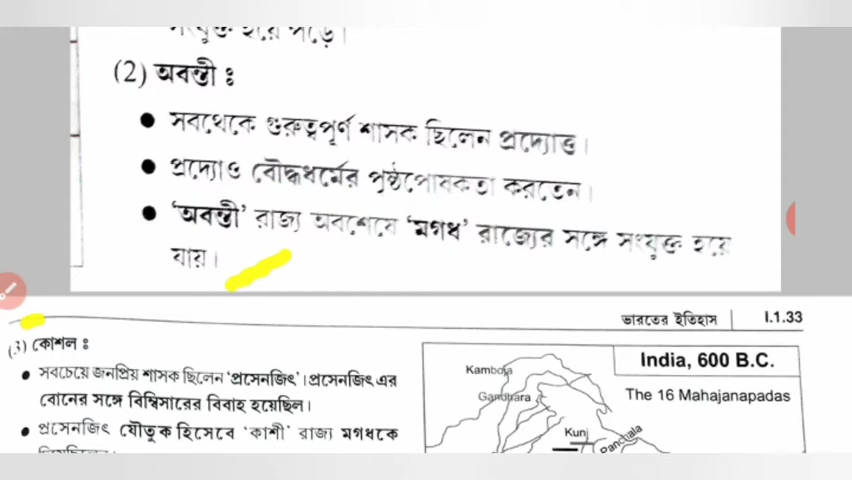 সংযুক্ত হয়ে পড়ে।
(2) অবন্তী ঃ
● সবথেকে গুরুত্বপূর্ণ শাসক ছিলেন প্রদ্যোত্ত।
● প্রদ্যোও বৌদ্ধধর্মের পৃষ্ঠপোষকতা করতেন।
● ‘অবন্তী’ রাজ্য অবশেষে ‘মগধ’ রাজ্যের সঙ্গে সংযুক্ত হয়ে
যায়।
ভারতের ইতিহাস I.1.33
(3) কোশল ঃ
● সবচেয়ে জনপ্রিয় শাসক ছিলেন ‘প্রসেনজিৎ’। প্রসেনজিৎ এর
বোনের সঙ্গে বিম্বিসারের বিবাহ হয়েছিল।
● প্রসেনজিৎ যৌতুক হিসেবে ‘কাশী’ রাজ্য মগধকে
India, 600 B.C.
The 16 Mahajanapadas
Kamboja
Gandhara
Kuru
Panchala